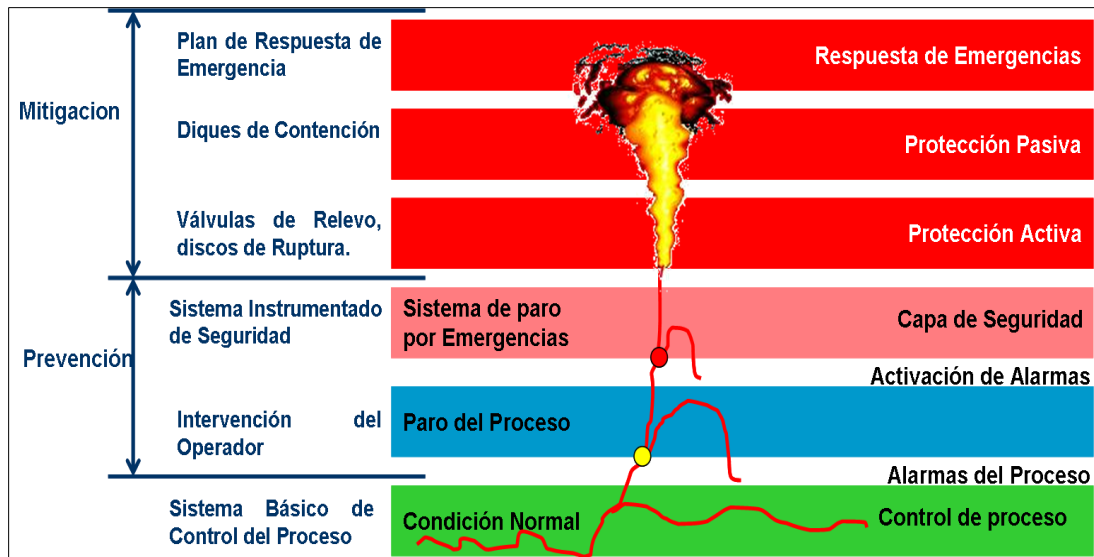 Mitigacion
Plan de Respuesta de
Emergencia
Respuesta de Emergencias
Diques de Contención
Protección Pasiva
Válvulas de Relevo,
discos de Ruptura.
Protección Activa
Prevención
Sistema Instrumentado
de Seguridad
Sistema de paro
por Emergencias
Capa de Seguridad
Activación de Alarmas
Intervención del
Operador
Paro del Proceso
Alarmas del Proceso
Sistema Básico de
Control del Proceso
Condición Normal
Control de proceso